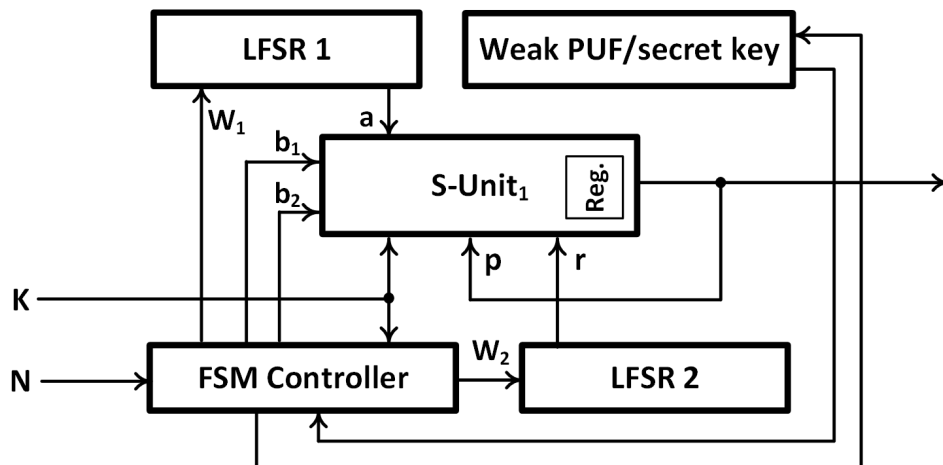 LFSR 1
Weak PUF/secret key
W₁
a
b₁
S-Unit₁
Reg.
b₂
p
r
K
W₂
N
FSM Controller
LFSR 2